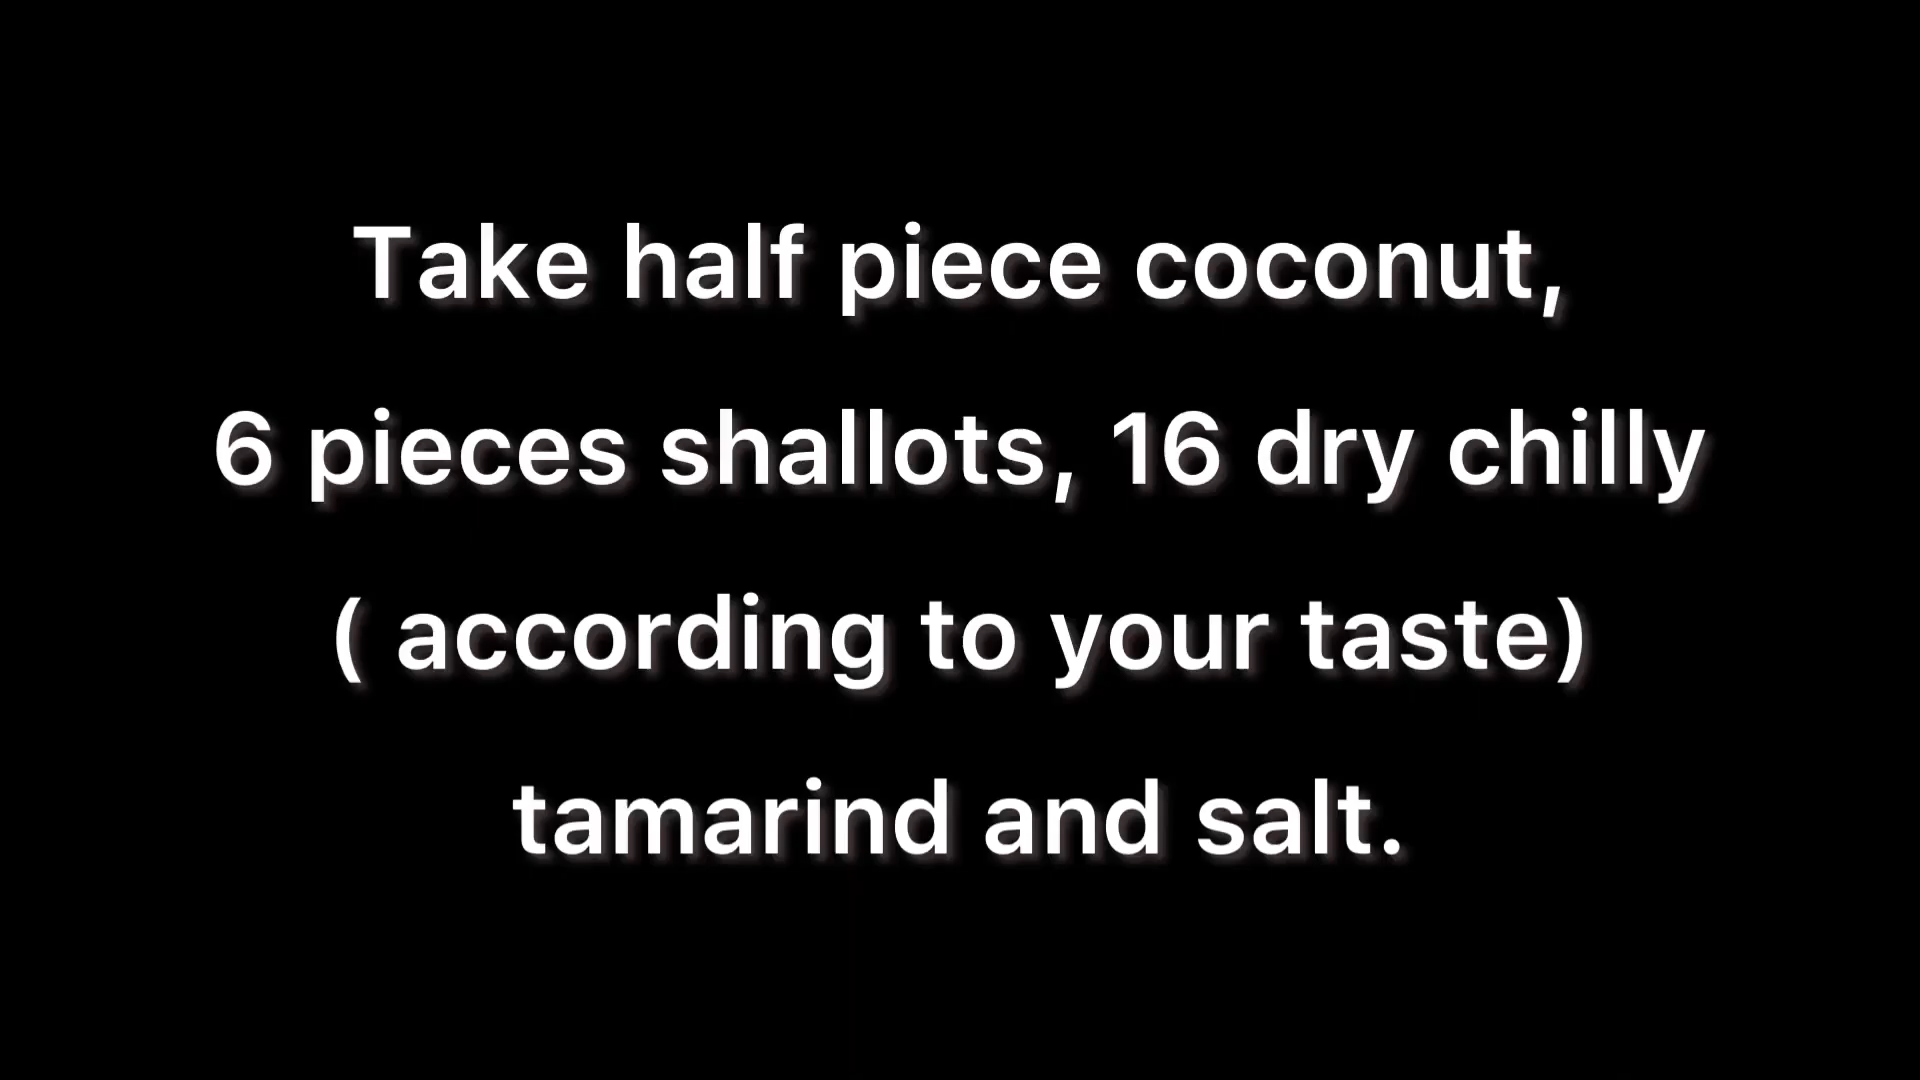 Take half piece coconut,
6 pieces shallots, 16 dry chilly
( according to your taste)
tamarind and salt.